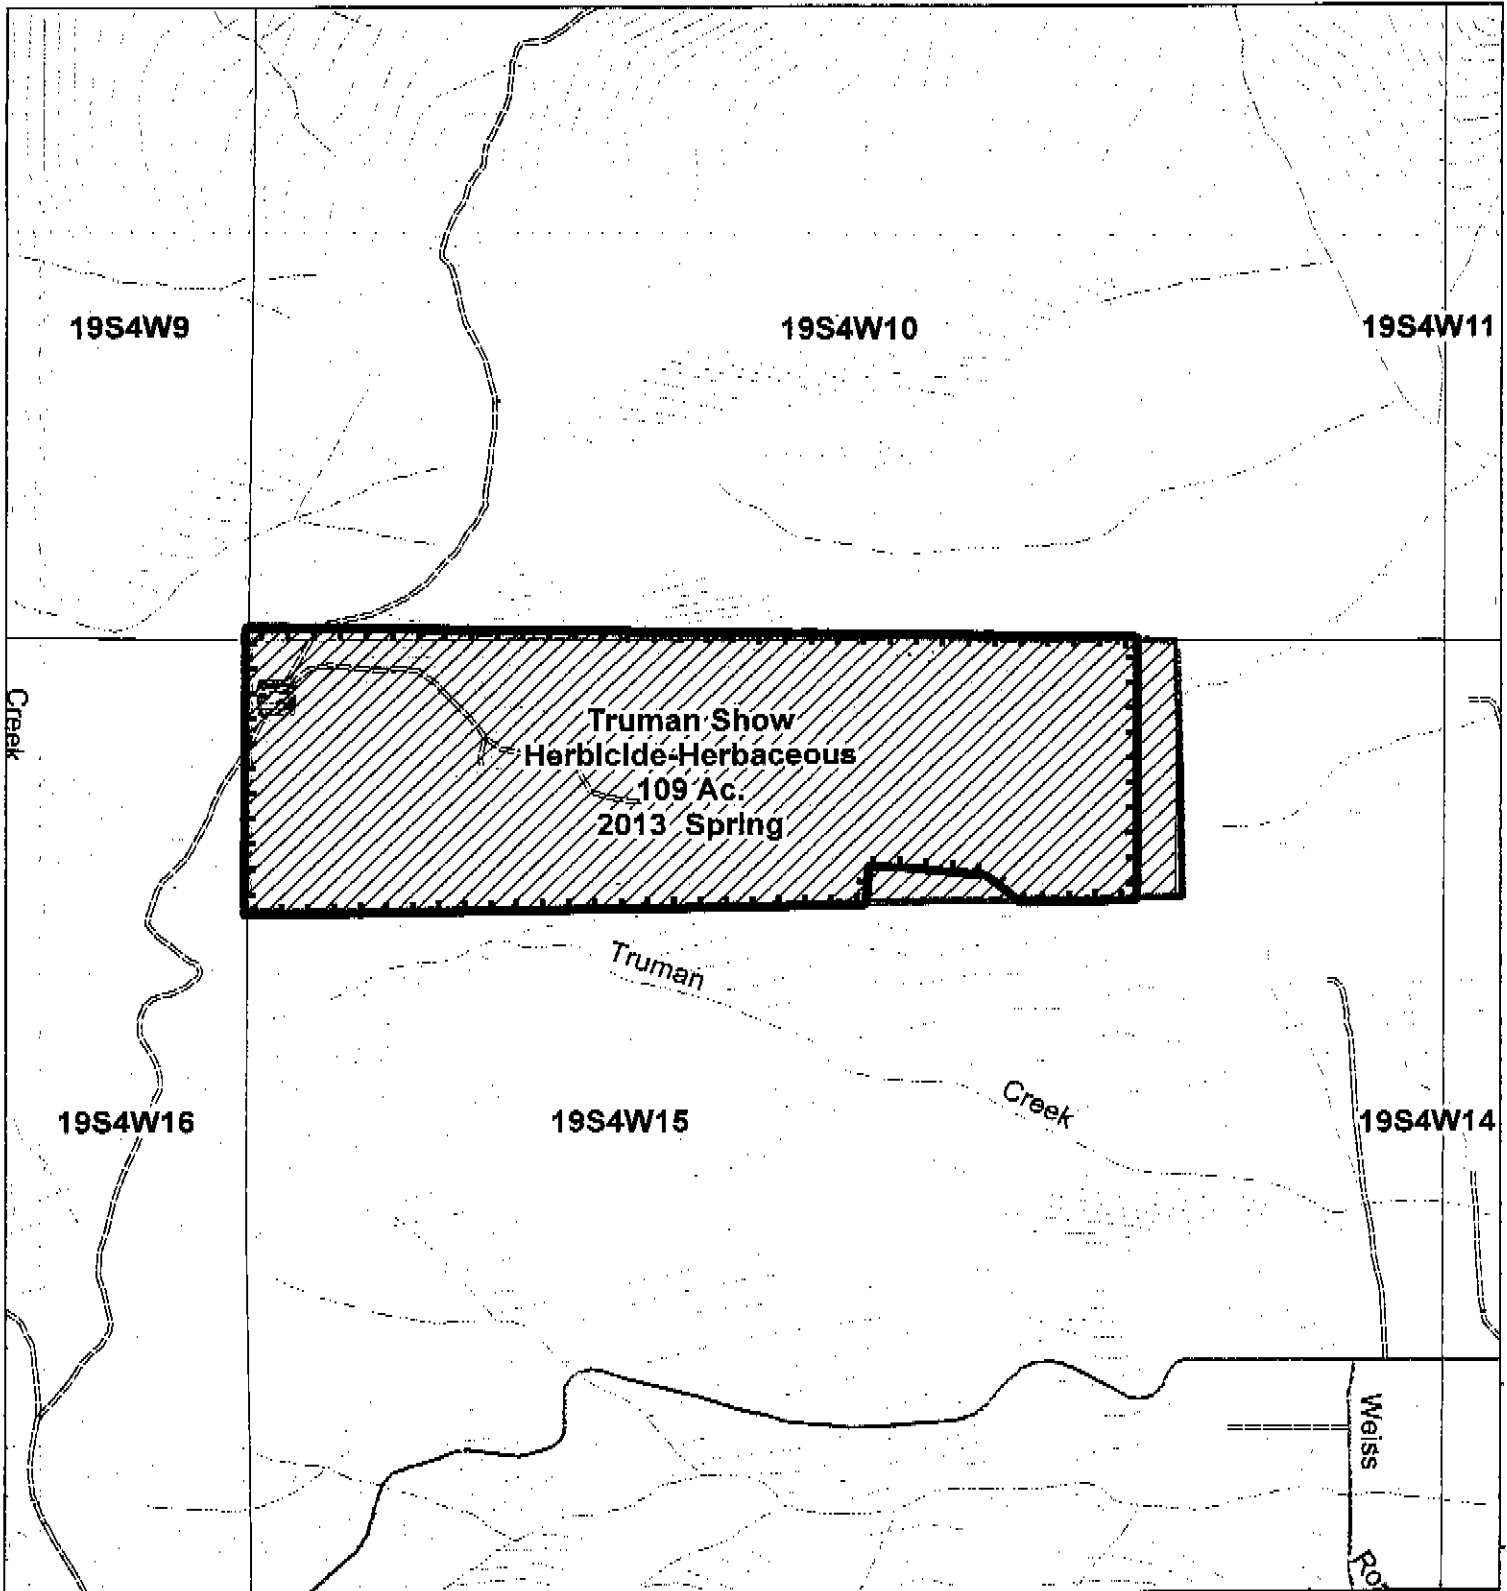 19S4W9
19S4W10
19S4W11
Creek
Truman Show
Herbicide-Herbaceous
109 Ac.
2013 Spring
Truman
Creek
19S4W16
19S4W15
19S4W14
Weiss